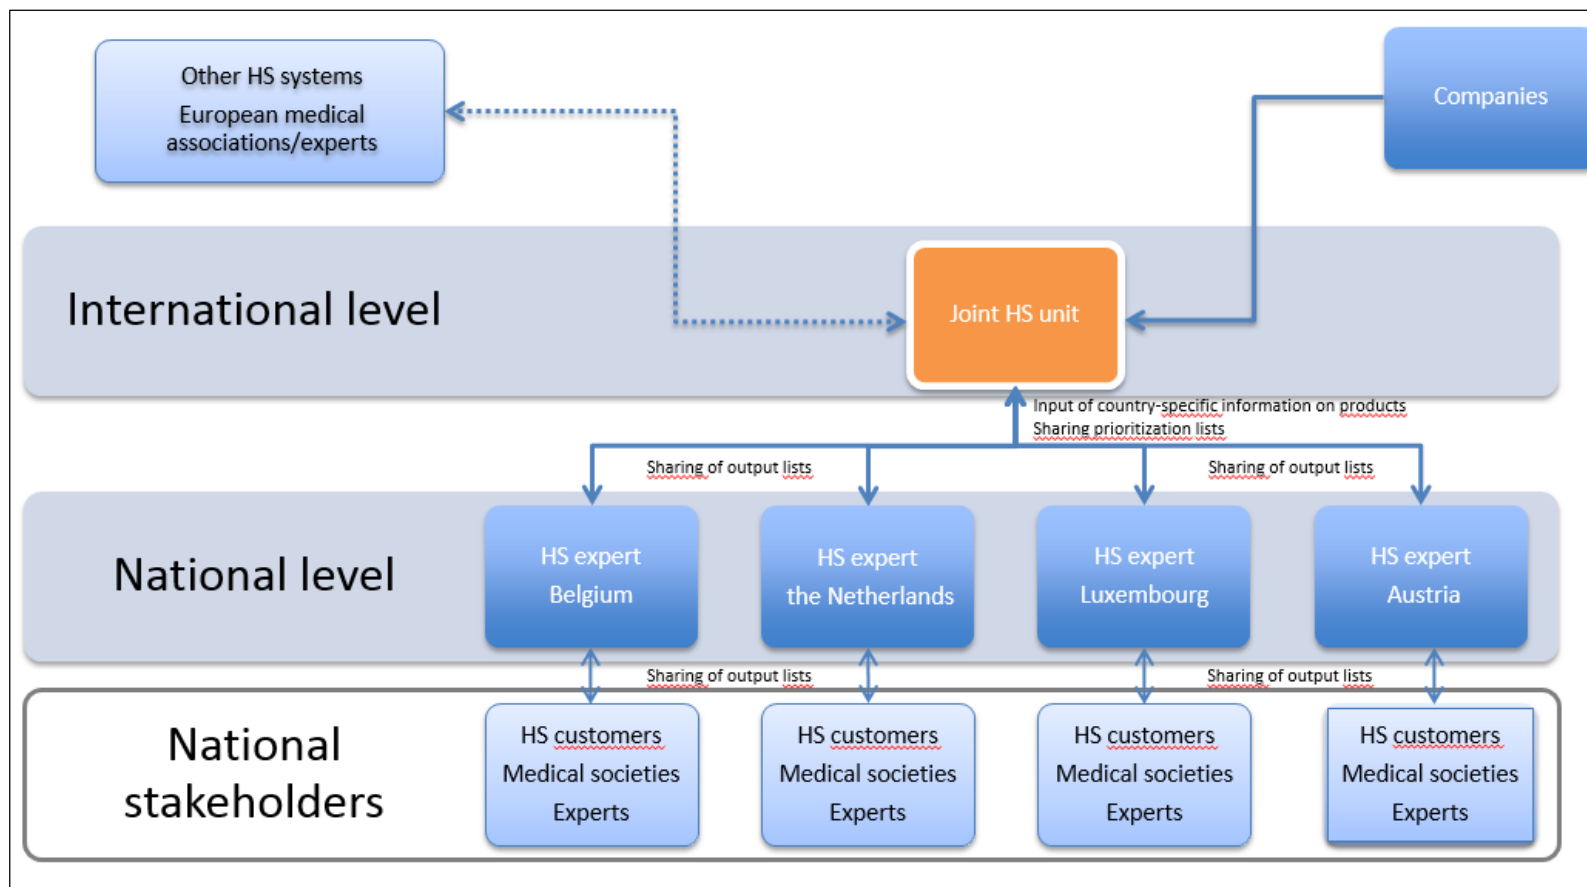 Other HS systems
European medical
associations/experts
Companies
International level
Joint HS unit
Input of country-specific information on products
Sharing prioritization lists
Sharing of output lists
Sharing of output lists
National level
HS expert
Belgium
HS expert
the Netherlands
HS expert
Luxembourg
HS expert
Austria
Sharing of output lists
Sharing of output lists
National
stakeholders
HS customers
Medical societies
Experts
HS customers
Medical societies
Experts
HS customers
Medical societies
Experts
HS customers
Medical societies
Experts